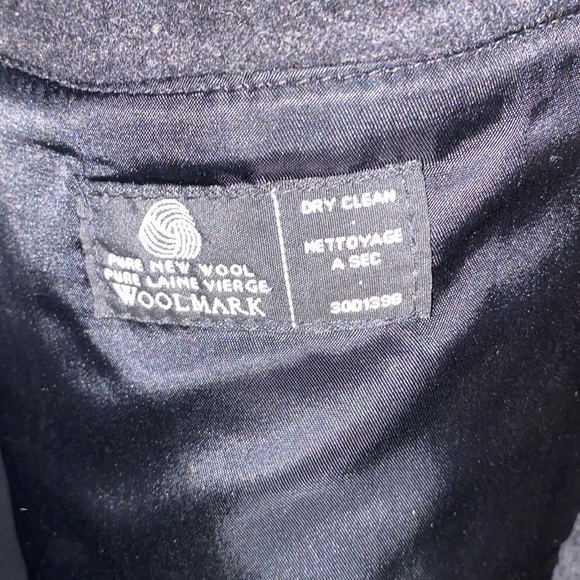 PURE NEW WOOL
PURE LAINE VIERGE
WOOLMARK
DRY CLEAN
NETTOYAGE
A SEC
30D1398